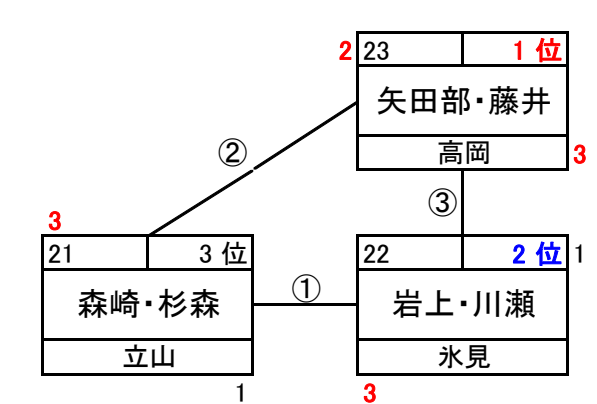 2 23 1 位
矢田部・藤井
高岡 3
②
③
3
21 3 位
森崎・杉森
立山
1
①
22 2 位 1
岩上・川瀬
氷見
3